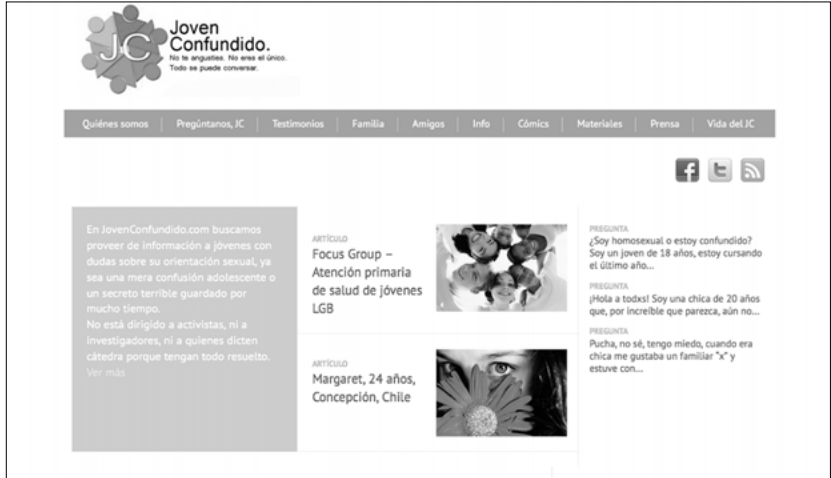 JC
Joven
Confundido.
No te angusties. No eres el único.
Todo se puede conversar.
Quiénes somos
Pregúntanos, JC
Testimonios
Familia
Amigos
Info
Cómics
Materiales
Prensa
Vida del JC
En JovenConfundido.com buscamos
proveer de información a jóvenes con
dudas sobre su orientación sexual, ya
sea una mera confusión adolescente o
un secreto terrible guardado por
mucho tiempo.
No está dirigido a activistas, ni a
investigadores, ni a quienes dicten
cátedra porque tengan todo resuelto.
Ver más
ARTÍCULO
Focus Group –
Atención primaria
de salud de jóvenes
LGB
ARTÍCULO
Margaret, 24 años,
Concepción, Chile
PREGUNTA
¿Soy homosexual o estoy confundido?
Soy un joven de 18 años, estoy cursando
el último año...
PREGUNTA
¡Hola a todxs! Soy una chica de 20 años
que, por increíble que parezca, aún no...
PREGUNTA
Pucha, no sé, tengo miedo, cuando era
chica me gustaba un familiar "x" y
estuve con...